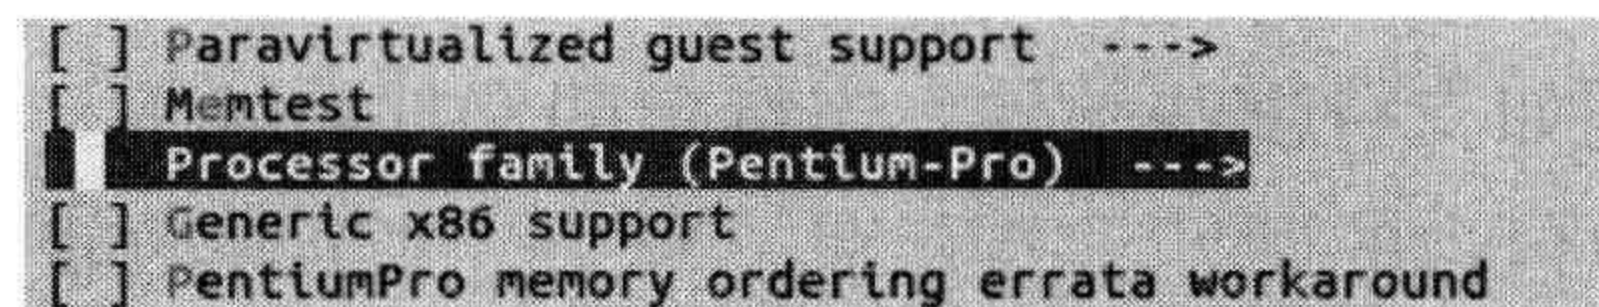 [ ] Paravirtualized guest support  --->
[ ] Memtest
    Processor family (Pentium-Pro)  --->
[ ] Generic x86 support
[ ] PentiumPro memory ordering errata workaround